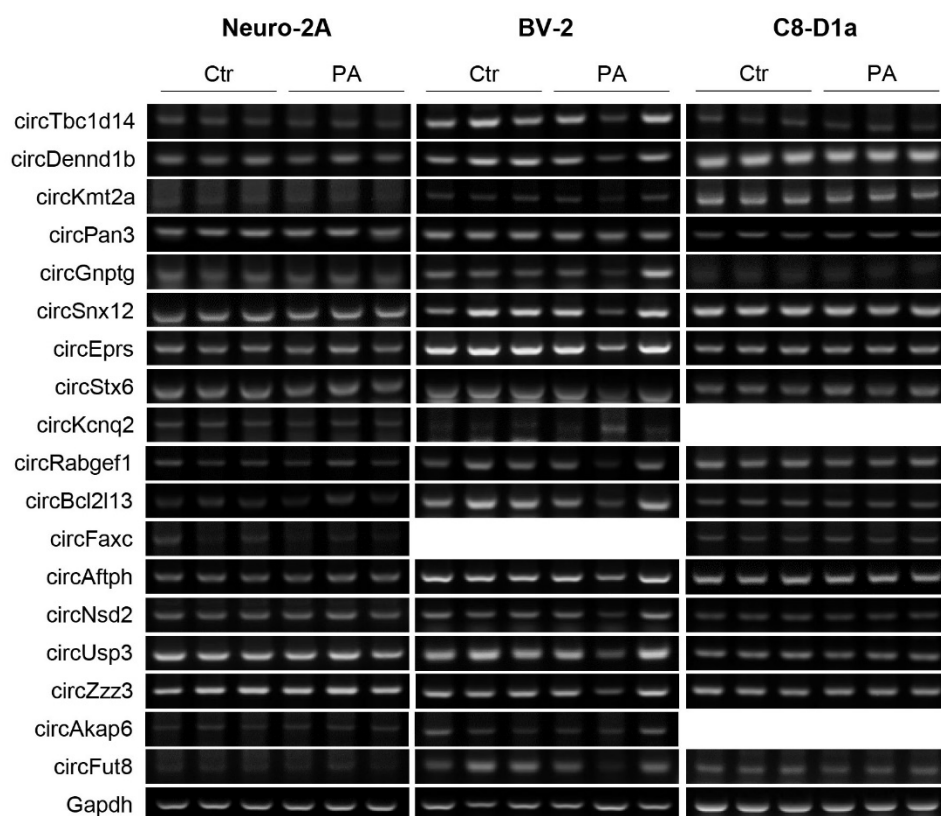 Neuro-2A BV-2 C8-D1a
Ctr PA Ctr PA Ctr PA
circTbc1d14
circDennd1b
circKmt2a
circPan3
circGnptg
circSnx12
circEprs
circStx6
circKcnq2
circRabgef1
circBcl2l13
circFaxc
circAftph
circNsd2
circUsp3
circZzz3
circAkap6
circFut8
Gapdh